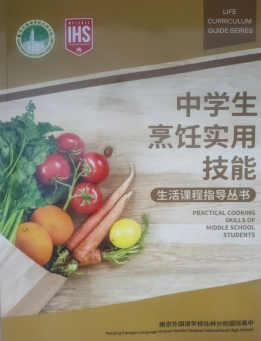 IHS
LIFE
CURRICULUM
GUIDE SERIES
中学生
烹饪实用
技能
生活课程指导丛书
PRACTICAL COOKING
SKILLS OF
MIDDLE SCHOOL
STUDENTS
南京外国语学校仙林分校国际高中
Nanjing Foreign Language School Xianlin Campus International High School